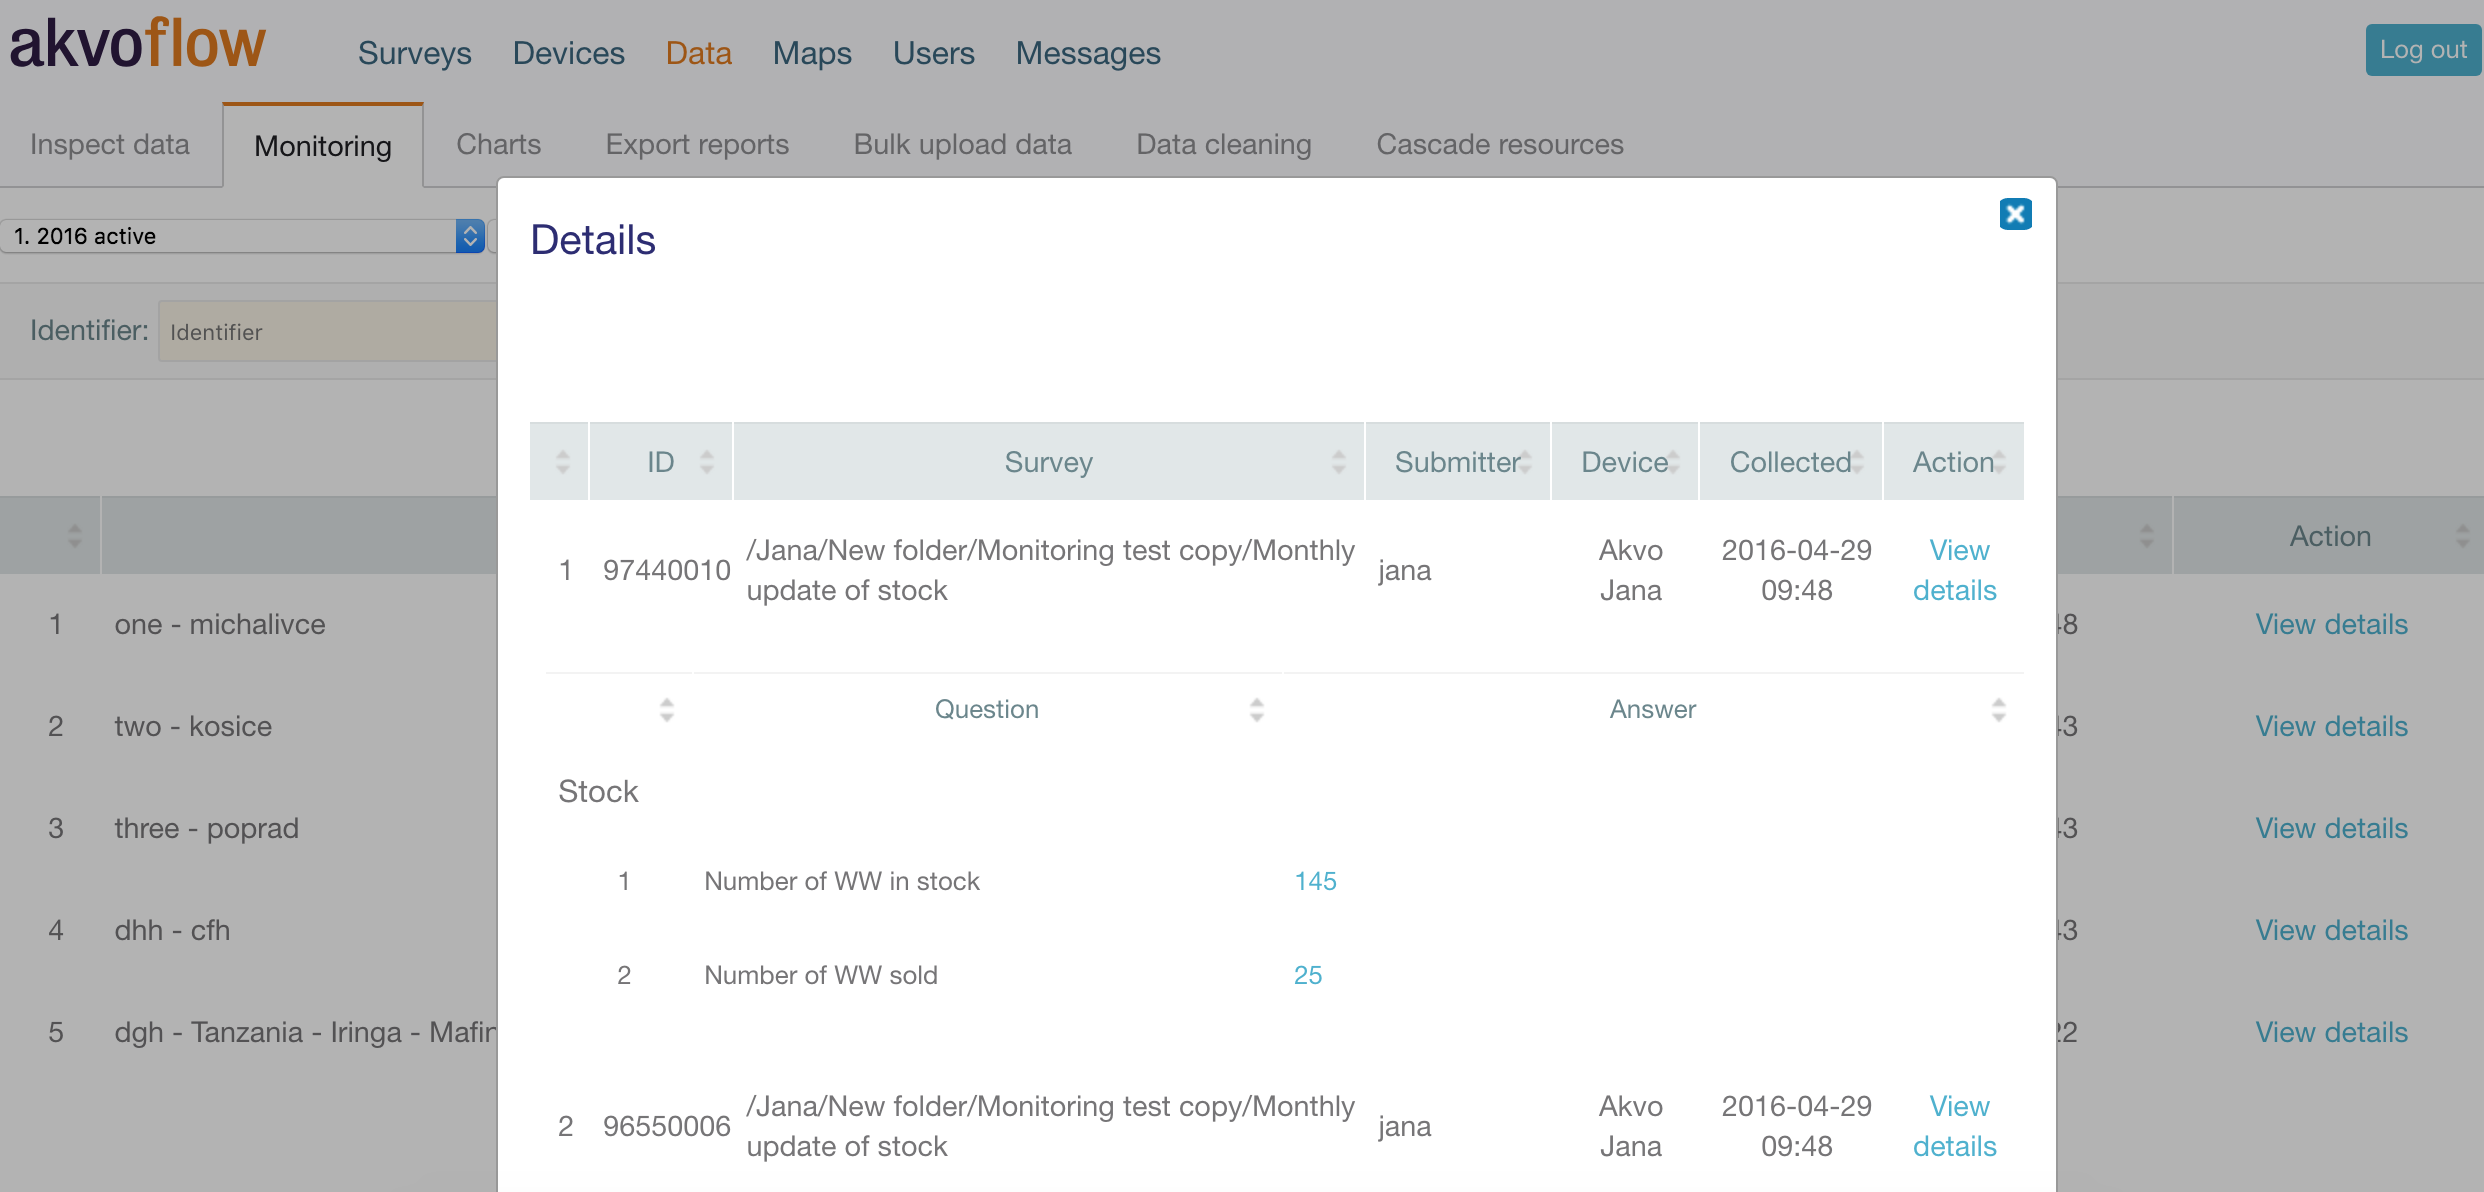 akvoflow
Surveys Devices Data Maps Users Messages
Log out
Inspect data Monitoring Charts Export reports Bulk upload data Data cleaning Cascade resources
1. 2016 active
Details
Identifier: Identifier
ID Survey Submitter Device Collected Action
Action
1 97440010 /Jana/New folder/Monitoring test copy/Monthly update of stock jana Akvo Jana 2016-04-29 09:48 View details
1 one - michalivce View details
Question Answer
2 two - kosice View details
Stock
3 three - poprad View details
1 Number of WW in stock 145
4 dhh - cfh View details
2 Number of WW sold 25
5 dgh - Tanzania - Iringa - View details
2 96550006 /Jana/New folder/Monitoring test copy/Monthly update of stock jana Akvo Jana 2016-04-29 09:48 View details